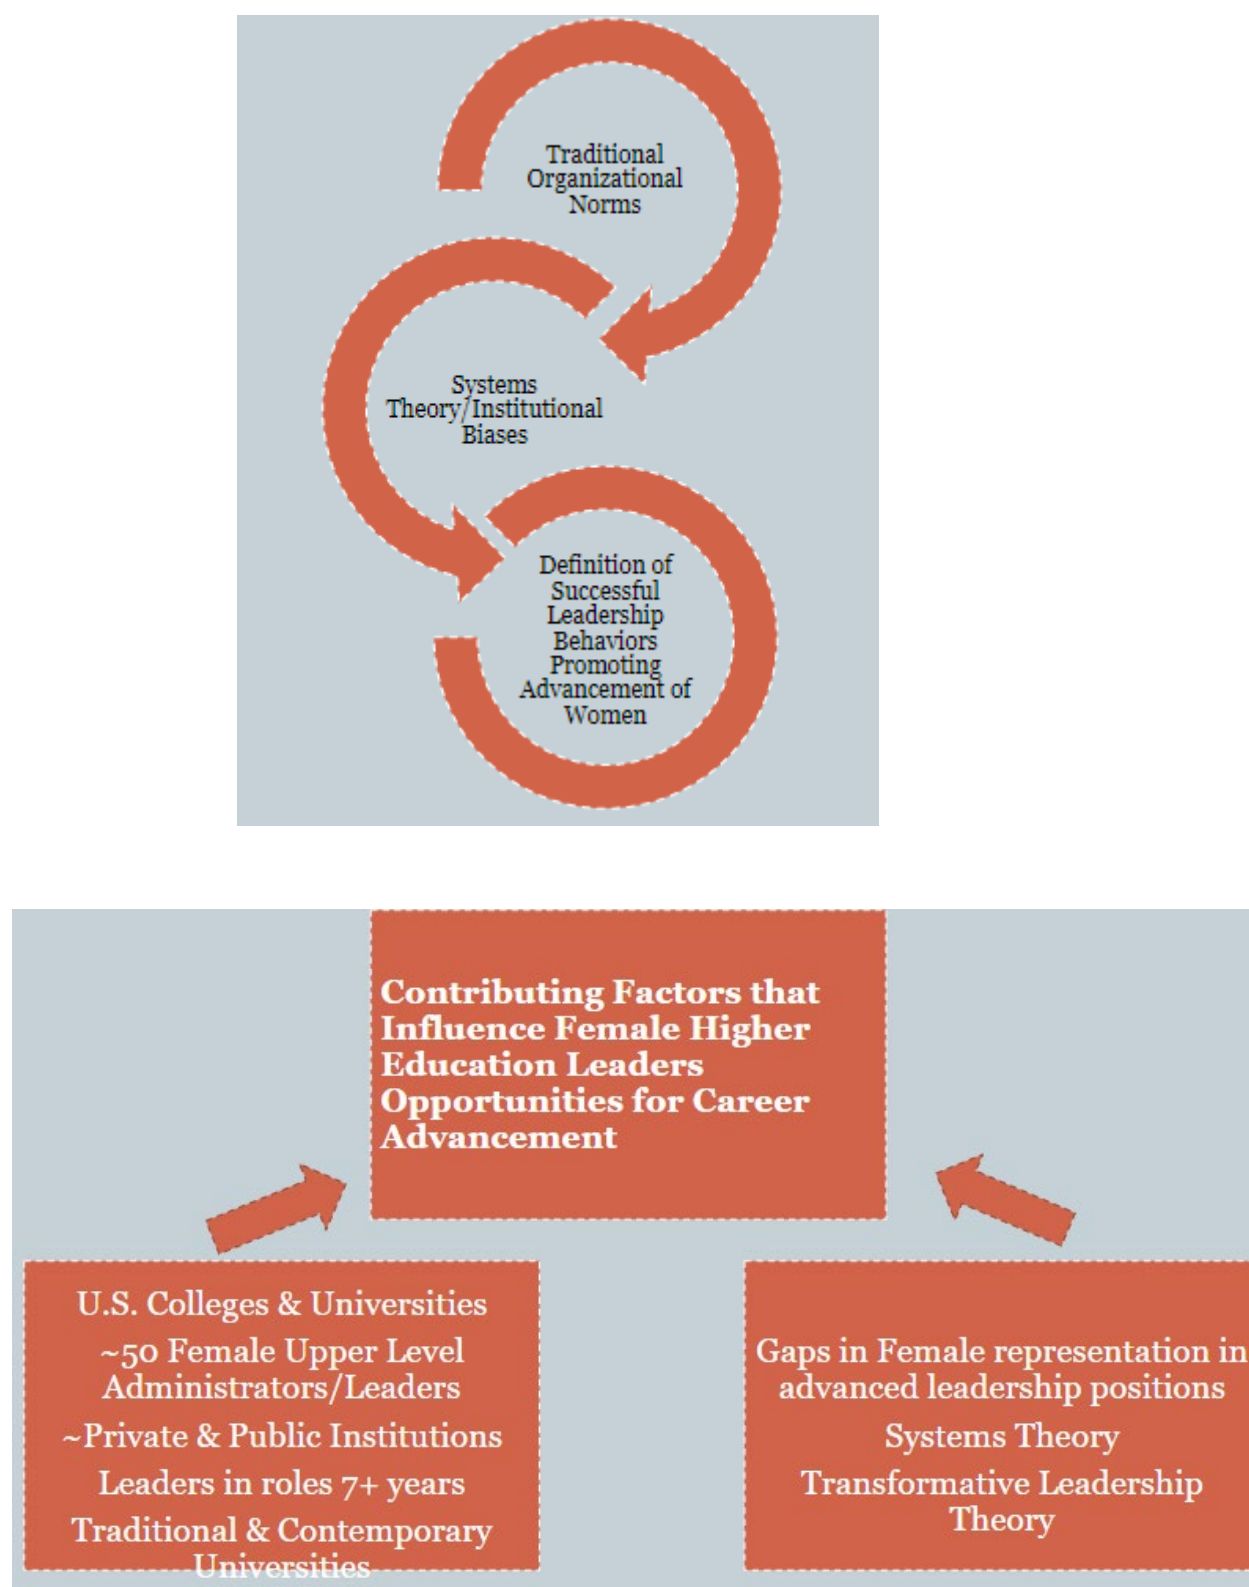 Traditional
Organizational
Norms
Systems
Theory/Institutional
Biases
Definition of
Successful
Leadership
Behaviors
Promoting
Advancement of
Women
Contributing Factors that
Influence Female Higher
Education Leaders
Opportunities for Career
Advancement
U.S. Colleges & Universities
~50 Female Upper Level
Administrators/Leaders
~Private & Public Institutions
Leaders in roles 7+ years
Traditional & Contemporary
Universities
Gaps in Female representation in
advanced leadership positions
Systems Theory
Transformative Leadership
Theory